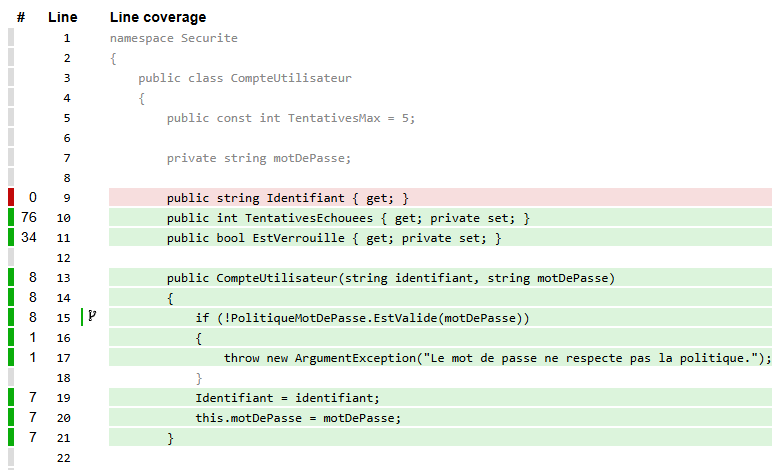 # Line Line coverage
1 namespace Securite
2 {
3 public class CompteUtilisateur
4 {
5 public const int TentativesMax = 5;
6
7 private string motDePasse;
8
0 9 public string Identifiant { get; }
76 10 public int TentativesEchouees { get; private set; }
34 11 public bool EstVerrouille { get; private set; }
12
8 13 public CompteUtilisateur(string identifiant, string motDePasse)
8 14 {
8 15 if (!PolitiqueMotDePasse.EstValide(motDePasse))
1 16 {
1 17 throw new ArgumentException("Le mot de passe ne respecte pas la politique.");
18 }
7 19 Identifiant = identifiant;
7 20 this.motDePasse = motDePasse;
7 21 }
22